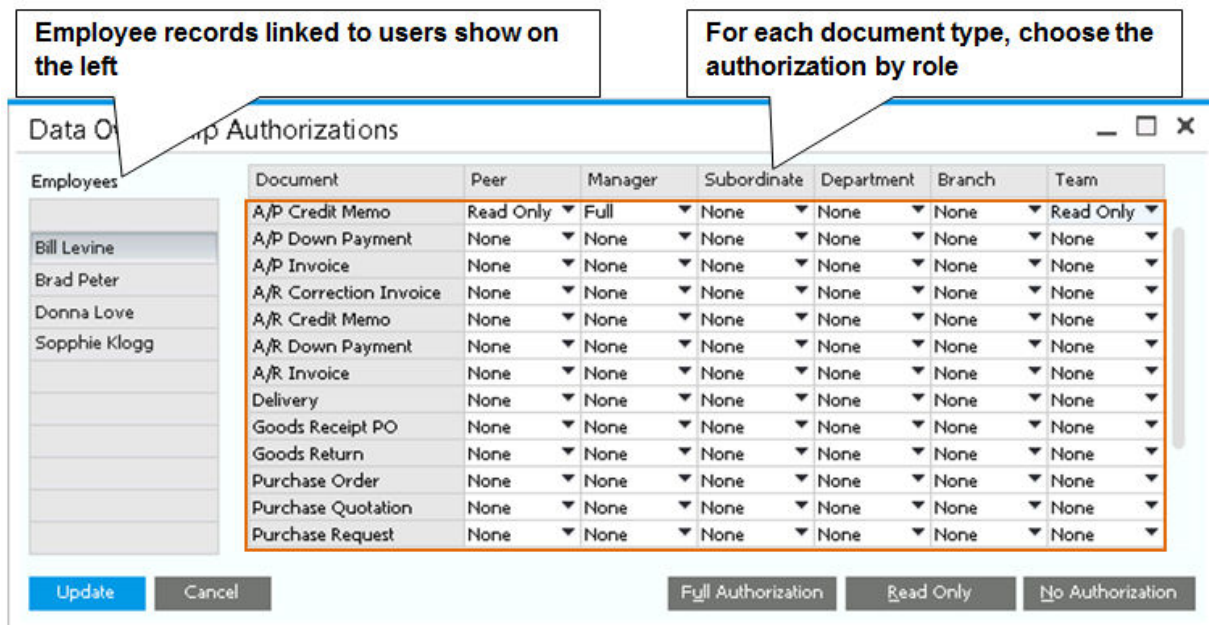 Employee records linked to users show on
the left
For each document type, choose the
authorization by role
Data Authorizations
Employees
Document Peer Manager Subordinate Department Branch Team
A/P Credit Memo Read Only Full None None None Read Only
Bill Levine
A/P Down Payment None None None None None None
A/P Invoice None None None None None None
Brad Peter
A/R Correction Invoice None None None None None None
Donna Love
A/R Credit Memo None None None None None None
Sopphie Klogg
A/R Down Payment None None None None None None
A/R Invoice None None None None None None
Delivery None None None None None None
Goods Receipt PO None None None None None None
Goods Return None None None None None None
Purchase Order None None None None None None
Purchase Quotation None None None None None None
Purchase Request None None None None None None
Update Cancel Full Authorization Read Only No Authorization